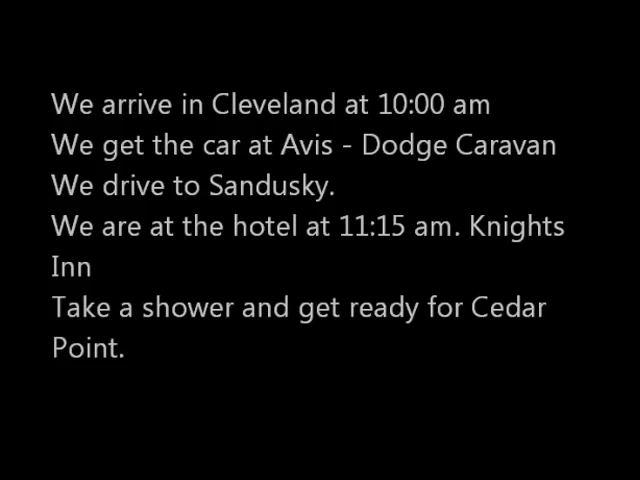 We arrive in Cleveland at 10:00 am
We get the car at Avis - Dodge Caravan
We drive to Sandusky.
We are at the hotel at 11:15 am. Knights
Inn
Take a shower and get ready for Cedar
Point.